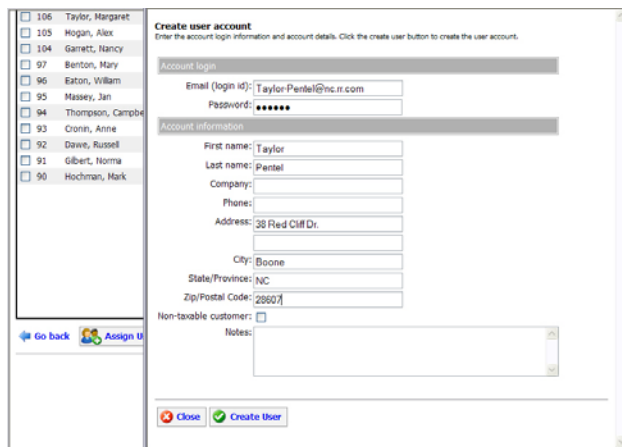 106 Taylor, Margaret
105 Hogan, Alex
104 Garrett, Nancy
97 Benton, Mary
96 Eaton, William
95 Massey, Jan
94 Thompson, Campbe
93 Cronin, Anne
92 Dawe, Russell
91 Gilbert, Norma
90 Hochman, Mark
Go back Assign U
Create user account
Enter the account login information and account details. Click the create user button to create the user account.
Account login
Email (login id): Taylor-Pentel@nc.rr.com
Password: ••••••
Account information
First name: Taylor
Last name: Pentel
Company:
Phone:
Address: 38 Red Cliff Dr.
City: Boone
State/Province: NC
Zip/Postal Code: 28607
Non-taxable customer:
Notes:
Close Create User